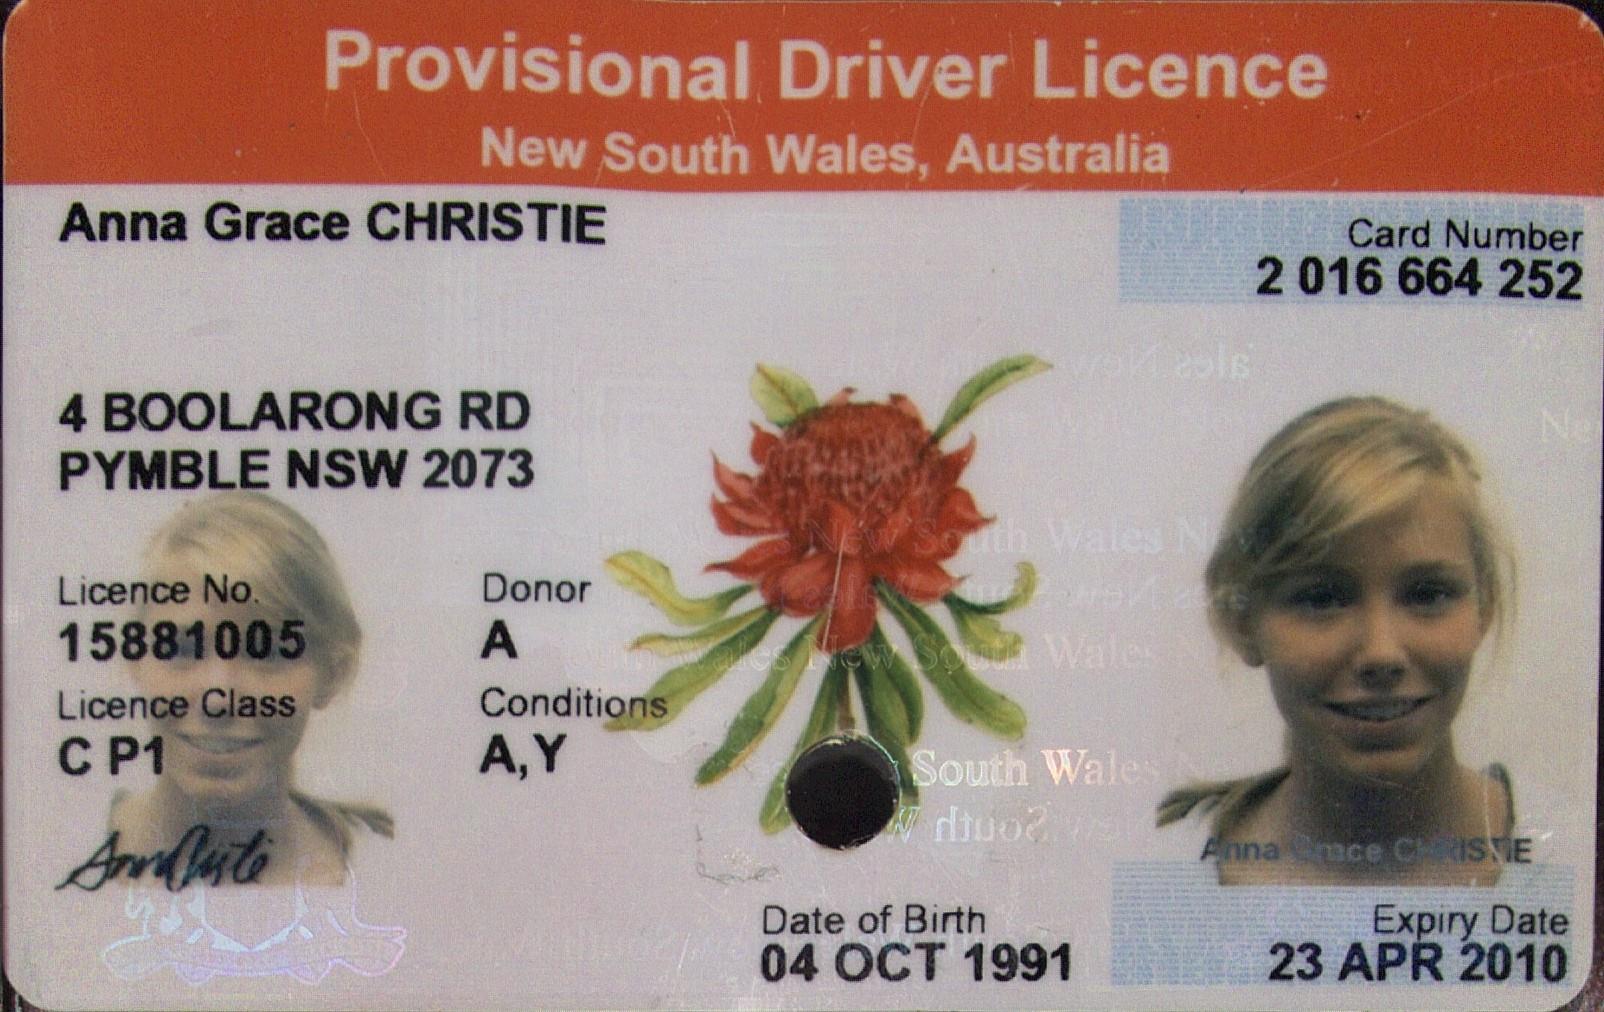 Provisional Driver Licence
New South Wales, Australia
Anna Grace CHRISTIE
Card Number
2 016 664 252
4 BOOLARONG RD
PYMBLE NSW 2073
Licence No.
15881005
Donor
A
Licence Class
C P1
Conditions
A,Y
South Wales
Anna Grace CHRISTIE
Date of Birth
04 OCT 1991
Expiry Date
23 APR 2010